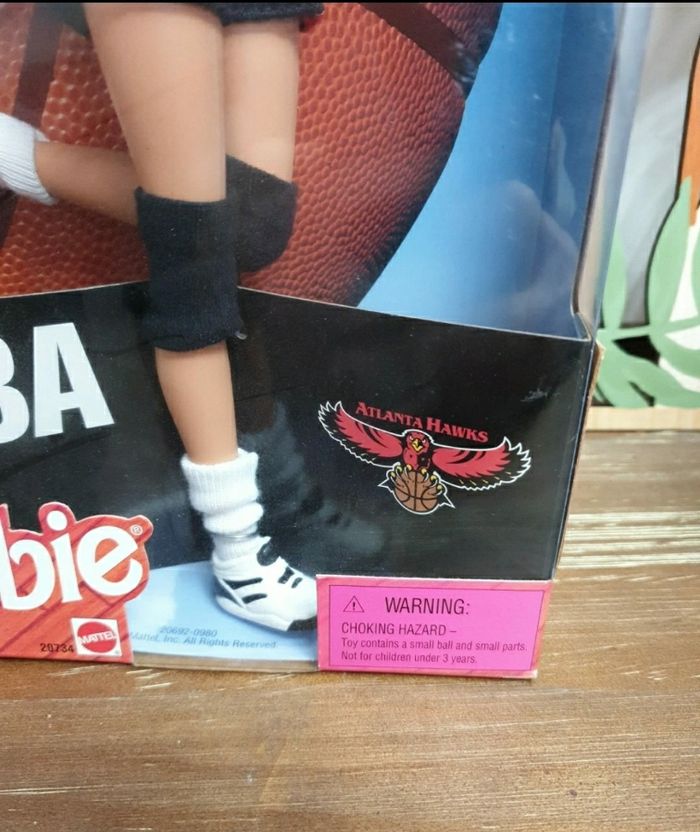 BA
ATLANTA HAWKS
bie®
20734
MATTEL
20692-0980
Mattel, Inc. All Rights Reserved
⚠ WARNING:
CHOKING HAZARD –
Toy contains a small ball and small parts.
Not for children under 3 years.